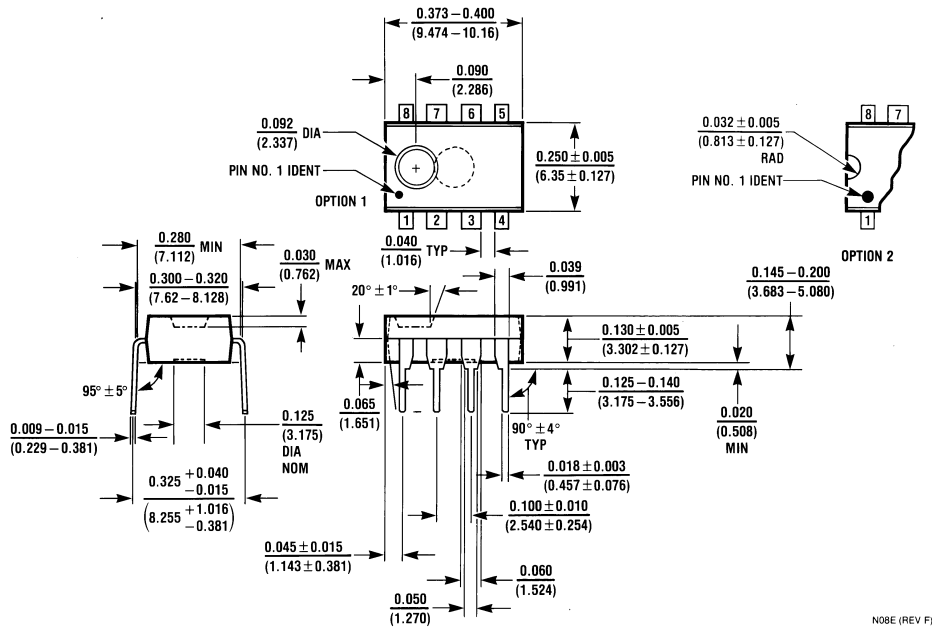 0.373 – 0.400
(9.474 – 10.16)
0.090
(2.286)
8 7 6 5
0.092 DIA
(2.337)
PIN NO. 1 IDENT
OPTION 1
1 2 3 4
0.250 ± 0.005
(6.35 ± 0.127)
0.032 ± 0.005
(0.813 ± 0.127)
RAD
PIN NO. 1 IDENT
8 7
1
OPTION 2
0.280 MIN
(7.112)
0.300 – 0.320
(7.62 – 8.128)
0.030 MAX
(0.762)
0.040 TYP
(1.016)
0.039
(0.991)
20° ± 1°
0.145 – 0.200
(3.683 – 5.080)
0.130 ± 0.005
(3.302 ± 0.127)
0.125 – 0.140
(3.175 – 3.556)
0.020
(0.508)
MIN
95° ± 5°
0.009 – 0.015
(0.229 – 0.381)
0.125
(3.175)
DIA
NOM
0.065
(1.651)
90° ± 4°
TYP
0.325 +0.040
−0.015
(8.255 +1.016
−0.381)
0.018 ± 0.003
(0.457 ± 0.076)
0.100 ± 0.010
(2.540 ± 0.254)
0.045 ± 0.015
(1.143 ± 0.381)
0.060
(1.524)
0.050
(1.270)
N08E (REV F)